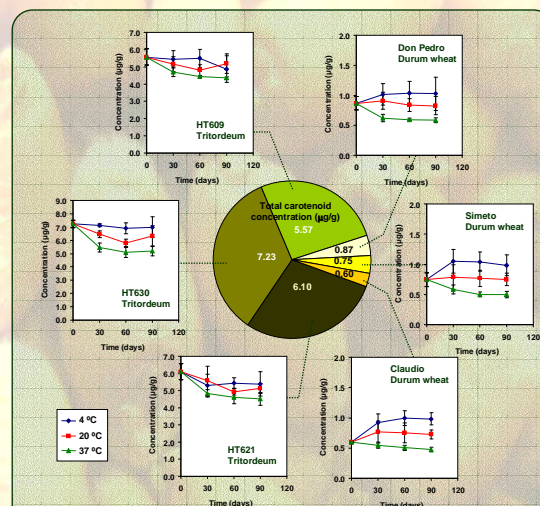 Concentration (µg/g)
7.0
6.0
5.0
4.0
3.0
2.0
1.0
0.0
0 30 60 90 120
Time (days)
HT609
Tritordeum
Concentration (µg/g)
2.0
1.5
1.0
0.5
0.0
0 30 60 90 120
Time (days)
Don Pedro
Durum wheat
Concentration (µg/g)
9.0
8.0
7.0
6.0
5.0
4.0
3.0
2.0
1.0
0.0
0 30 60 90 120
Time (days)
HT630
Tritordeum
Total carotenoid
concentration (µg/g)
5.57
0.87
0.75
0.60
6.10
7.23
Concentration (µg/g)
2.0
1.5
1.0
0.5
0.0
0 30 60 90 120
Time (days)
Simeto
Durum wheat
4 ºC
20 ºC
37 ºC
Concentration (µg/g)
7.0
6.0
5.0
4.0
3.0
2.0
1.0
0.0
0 30 60 90 120
Time (days)
HT621
Tritordeum
Concentration (µg/g)
2.0
1.5
1.0
0.5
0.0
0 30 60 90 120
Time (days)
Claudio
Durum wheat